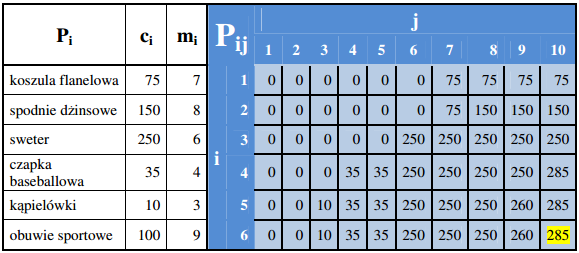 P_i c_i m_i P_ij j
1 2 3 4 5 6 7 8 9 10
koszula flanelowa 75 7 1 0 0 0 0 0 0 75 75 75 75
spodnie dżinsowe 150 8 2 0 0 0 0 0 0 75 150 150 150
sweter 250 6 3 0 0 0 0 0 250 250 250 250 250
czapka
baseballowa 35 4 i 4 0 0 0 35 35 250 250 250 250 285
kąpielówki 10 3 5 0 0 10 35 35 250 250 250 260 285
obuwie sportowe 100 9 6 0 0 10 35 35 250 250 250 260 285